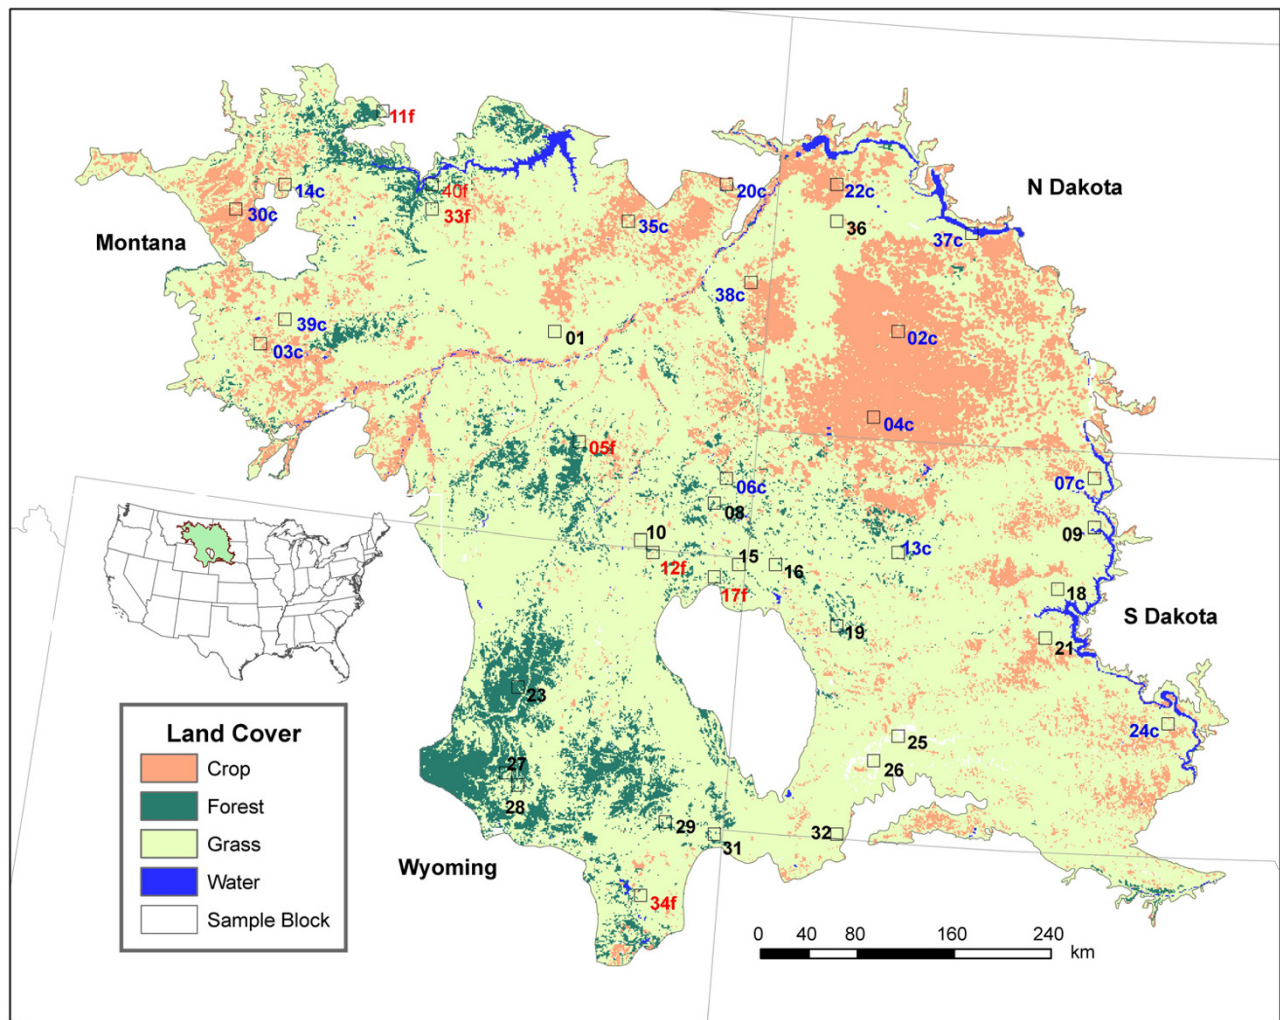 11f
N Dakota
14c
40f
20c
22c
30c
33f
35c
36
37c
Montana
38c
39c
01
02c
03c
04c
05f
06c
07c
08
09
10
13c
12f
15
16
17f
18
19
S Dakota
21
23
24c
25
26
27
28
29
31
32
Wyoming
34f
Land Cover
Crop
Forest
Grass
Water
Sample Block
0 40 80 160 240
km